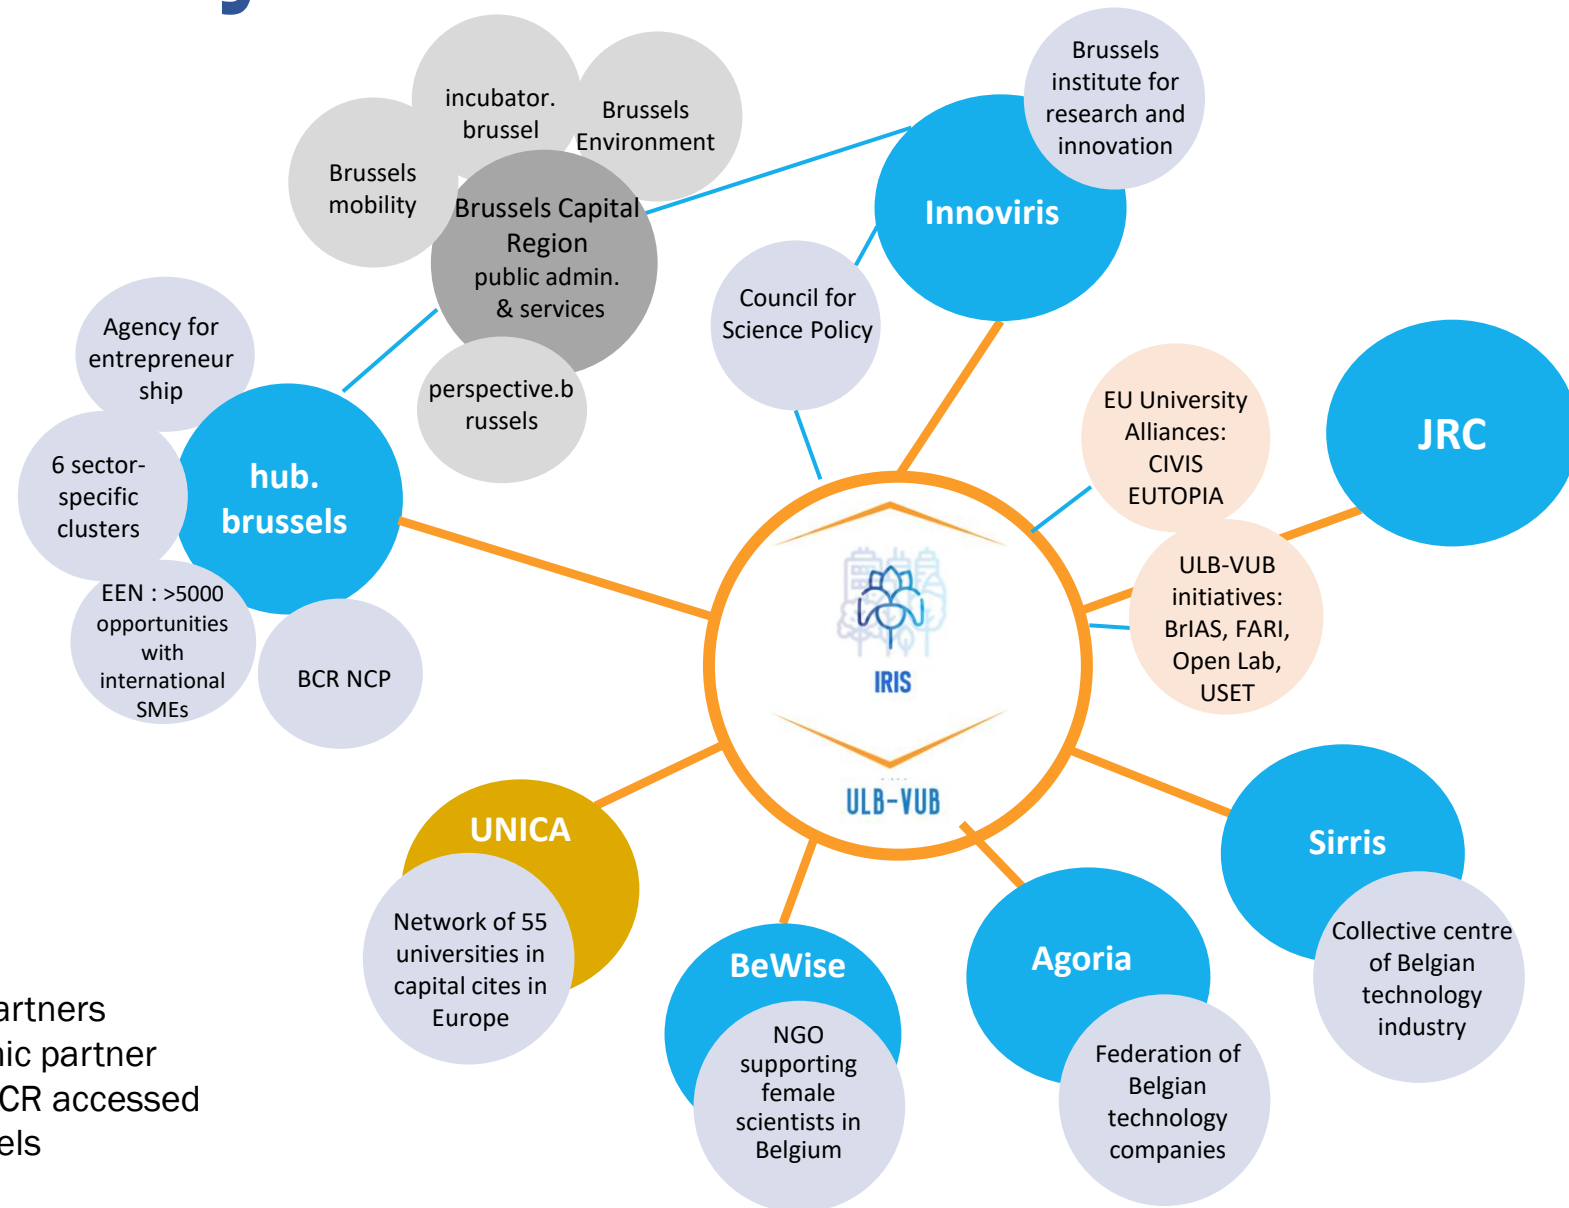 Brussels
institute for
research and
innovation
incubator.
brussel
Brussels
Environment
Brussels
mobility
Brussels Capital
Region
public admin.
& services
Innoviris
Council for
Science Policy
Agency for
entrepreneur
ship
perspective.b
russels
EU University
Alliances:
CIVIS
EUTOPIA
JRC
6 sector-
specific
clusters
hub.
brussels
EEN : >5000
opportunities
with
international
SMEs
BCR NCP
ULB-VUB
initiatives:
BrIAS, FARI,
Open Lab,
USET
IRIS
ULB-VUB
UNICA
Network of 55
universities in
capital cites in
Europe
BeWise
NGO
supporting
female
scientists in
Belgium
Agoria
Federation of
Belgian
technology
companies
Sirris
Collective centre
of Belgian
technology
industry
artners
nic partner
CR accessed
els